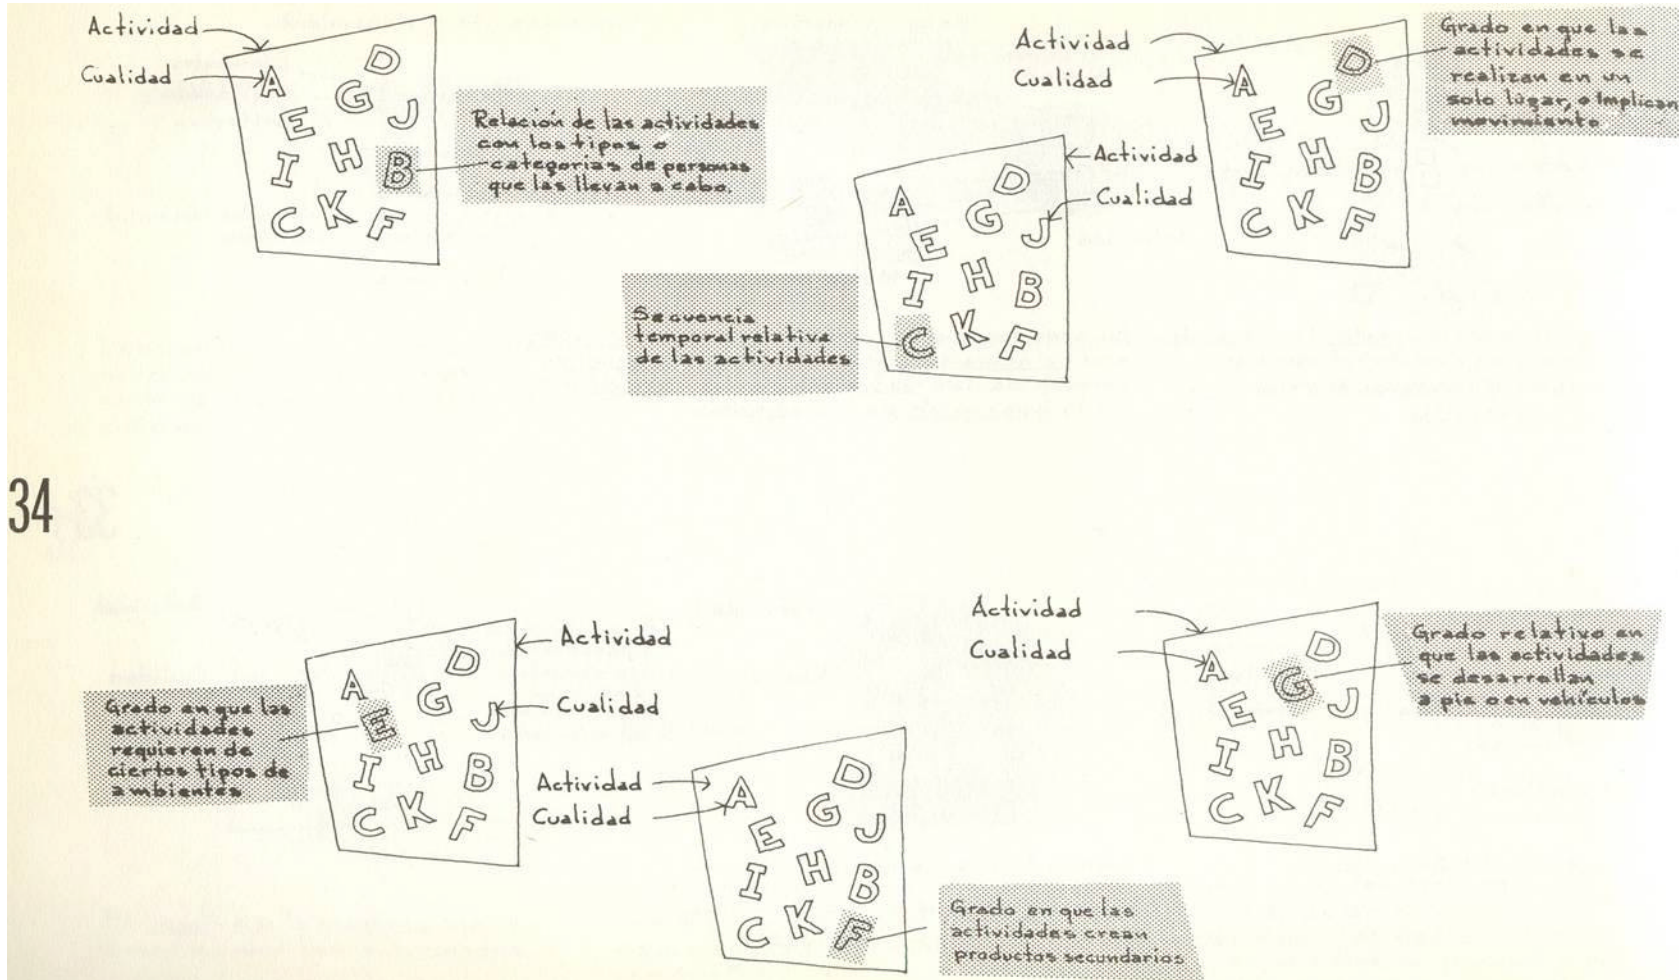 Actividad
Cualidad
A
D
E
G
J
I
H
B
C
K
F
Relación de las actividades
con los tipos o
categorias de personas
que las llevan a cabo.
Actividad
Cualidad
A
D
E
G
J
I
H
B
C
K
F
Secuencia
temporal relativa
de las actividades
Actividad
Cualidad
A
D
E
G
J
I
H
B
C
K
F
Grado en que las
actividades se
realizan en un
solo lugar, o implican
movimiento
34
Actividad
Cualidad
A
D
E
G
J
I
H
B
C
K
F
Grado en que las
actividades
requieren de
ciertos tipos de
ambientes
Actividad
Cualidad
A
D
E
G
J
I
H
B
C
K
F
Grado en que las
actividades crean
productos secundarios
Actividad
Cualidad
A
D
E
G
J
I
H
B
C
K
F
Grado relativo en
que las actividades
se desarrollan
a pie o en vehículos